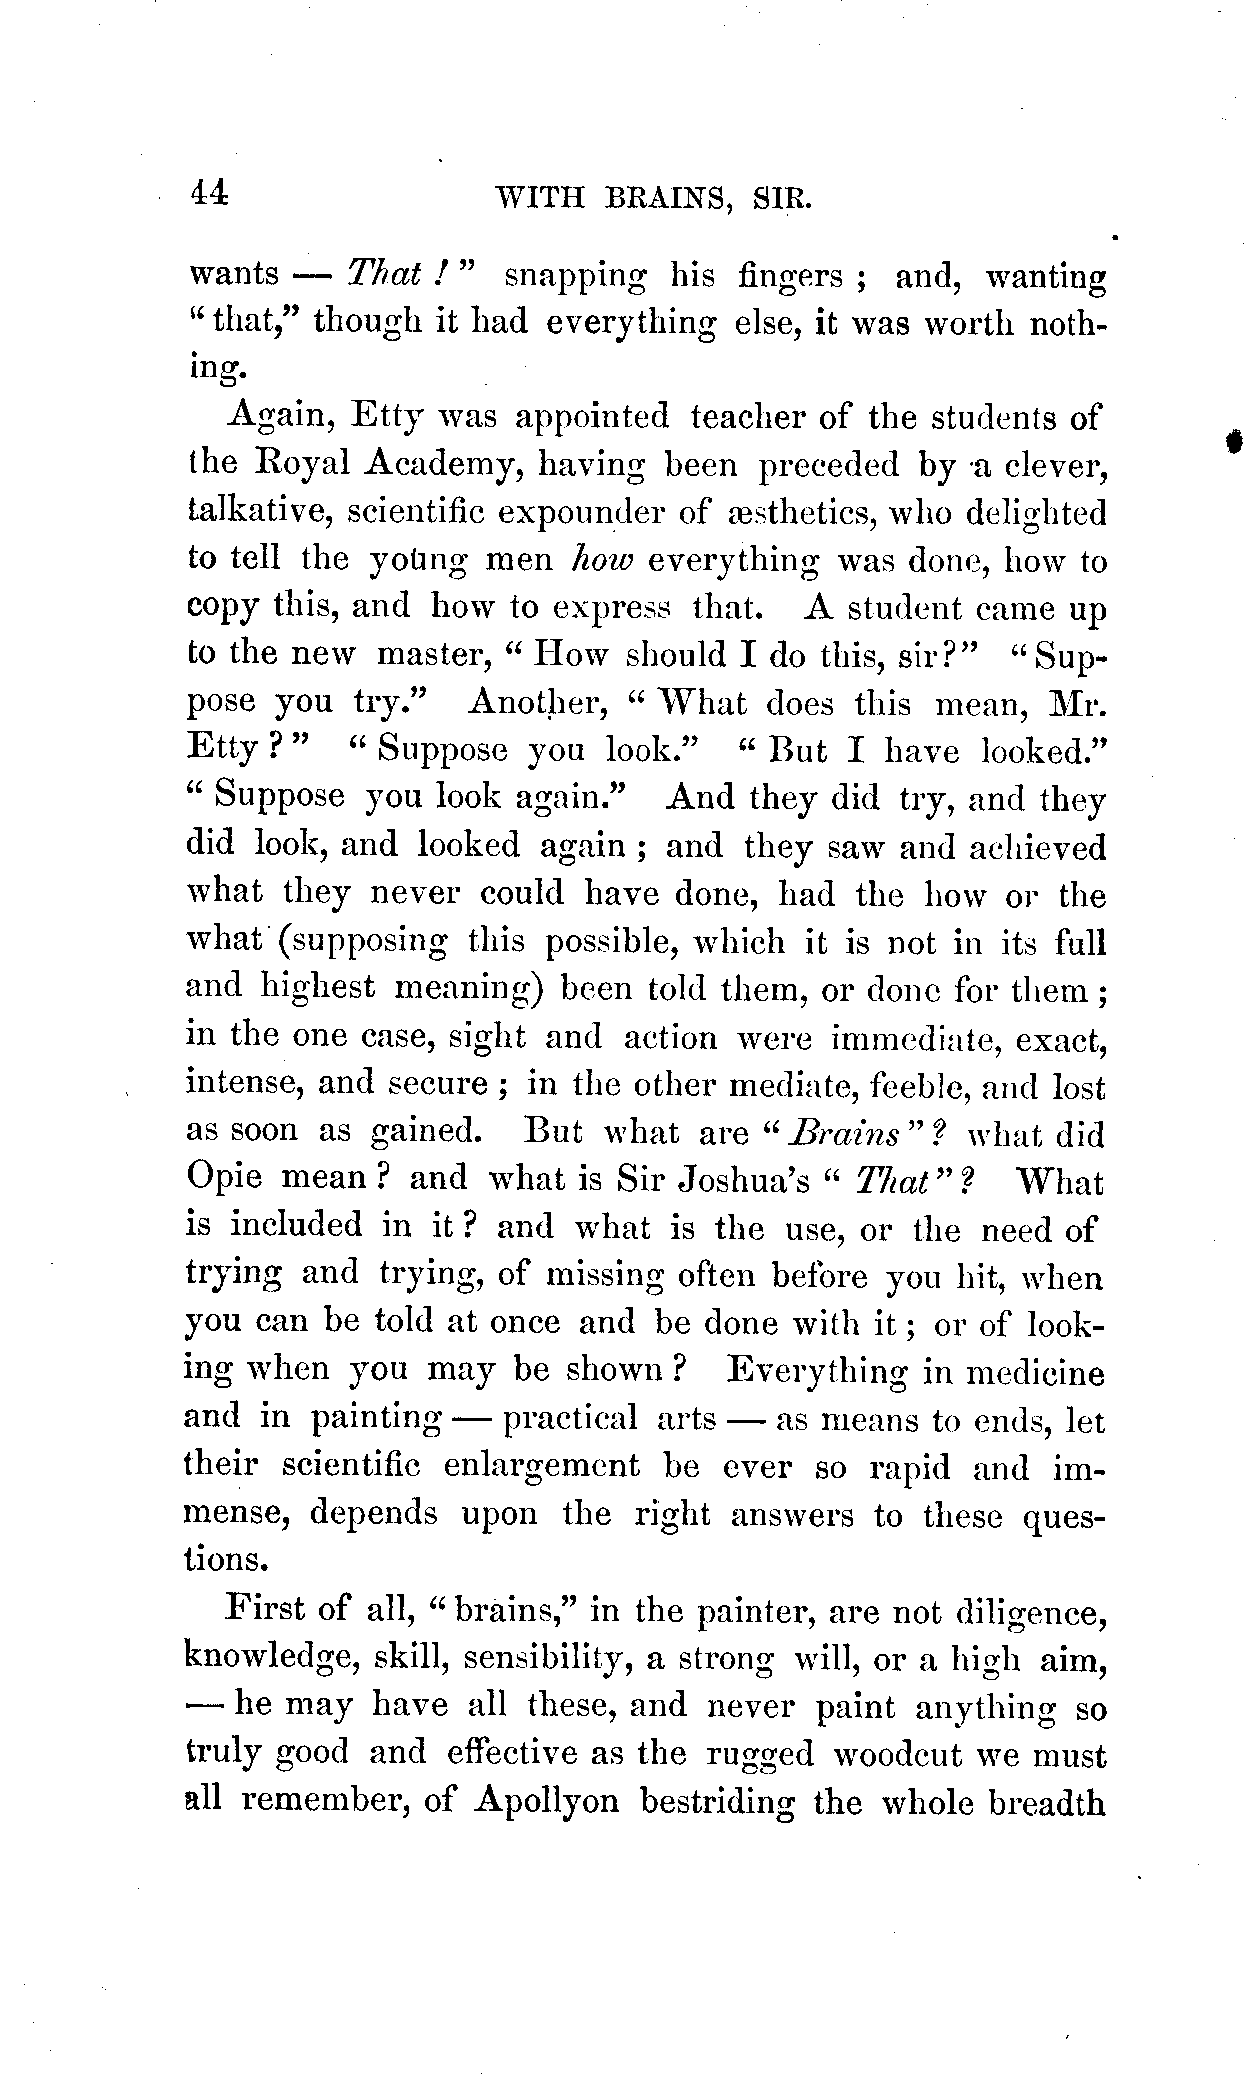 44 WITH BRAINS, SIR.
wants — That ! " snapping his fingers ; and, wanting
" that," though it had everything else, it was worth noth-
ing.
Again, Etty was appointed teacher of the students of
the Royal Academy, having been preceded by a clever,
talkative, scientific expounder of æsthetics, who delighted
to tell the young men how everything was done, how to
copy this, and how to express that. A student came up
to the new master, " How should I do this, sir?" " Sup-
pose you try." Another, " What does this mean, Mr.
Etty ? " " Suppose you look." " But I have looked."
" Suppose you look again." And they did try, and they
did look, and looked again ; and they saw and achieved
what they never could have done, had the how or the
what (supposing this possible, which it is not in its full
and highest meaning) been told them, or done for them ;
in the one case, sight and action were immediate, exact,
intense, and secure ; in the other mediate, feeble, and lost
as soon as gained. But what are " Brains " ? what did
Opie mean ? and what is Sir Joshua's " That " ? What
is included in it ? and what is the use, or the need of
trying and trying, of missing often before you hit, when
you can be told at once and be done with it ; or of look-
ing when you may be shown ? Everything in medicine
and in painting — practical arts — as means to ends, let
their scientific enlargement be ever so rapid and im-
mense, depends upon the right answers to these ques-
tions.
First of all, " brains," in the painter, are not diligence,
knowledge, skill, sensibility, a strong will, or a high aim,
— he may have all these, and never paint anything so
truly good and effective as the rugged woodcut we must
all remember, of Apollyon bestriding the whole breadth